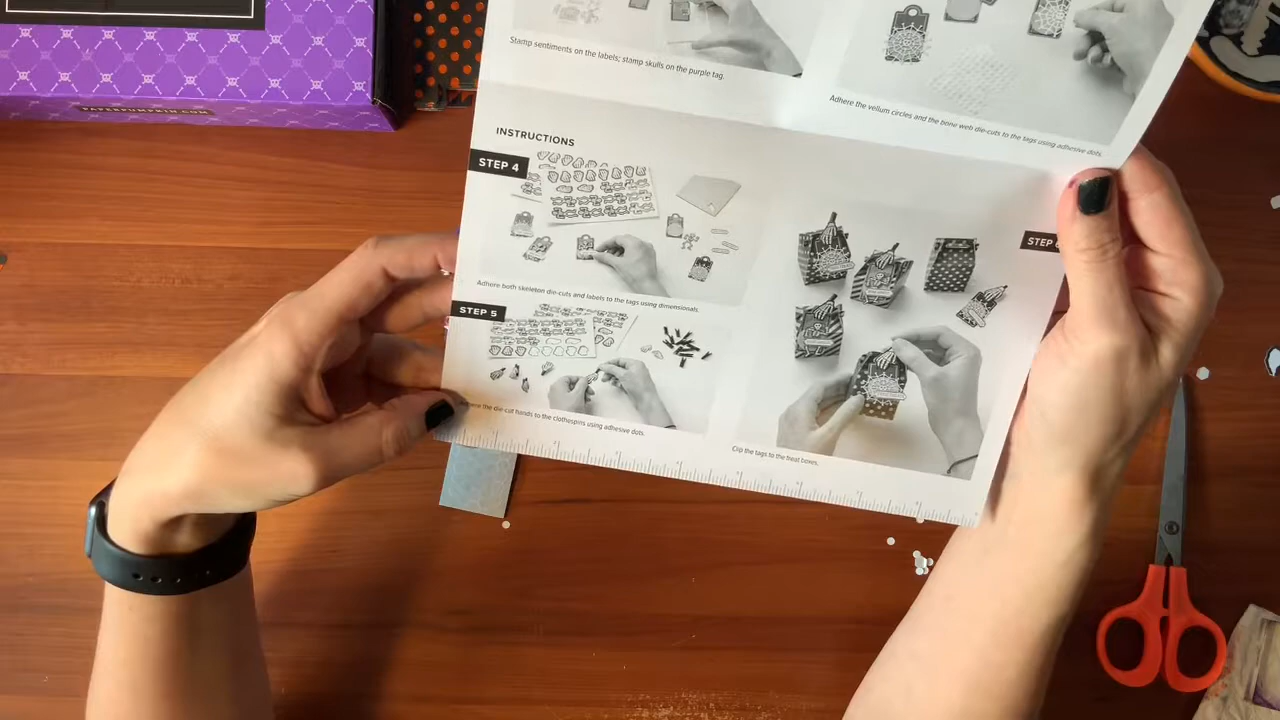 PAPERPUMPKIN.COM
Stamp sentiments on the labels; stamp skulls on the purple tag.
Adhere the vellum circles and the bone web die-cuts to the tags using adhesive dots.
INSTRUCTIONS
STEP 4
Adhere both skeleton die-cuts and labels to the tags using dimensionals.
STEP 5
the die-cut hands to the clothespins using adhesive dots.
STEP
Clip the tags to the treat boxes.